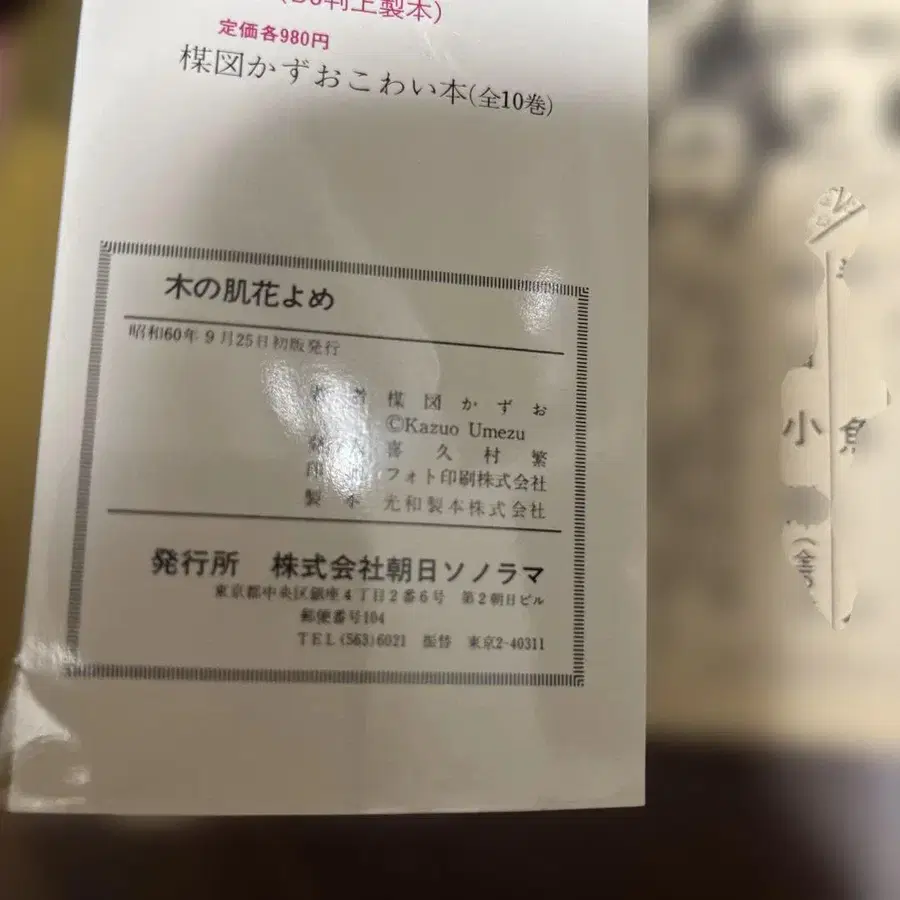 判上製本)
定価各980円
楳図かずおこわい本(全10巻)
木の肌花よめ
昭和60年9月25日初版発行
楳図かずお
©Kazuo Umezu
喜久村繁
印 フォト印刷株式会社
製本 光和製本株式会社
発行所 株式会社朝日ソノラマ
東京都中央区銀座4丁目2番6号 第2朝日ビル
郵便番号104
TEL(563)6021 振替 東京2-40311
小